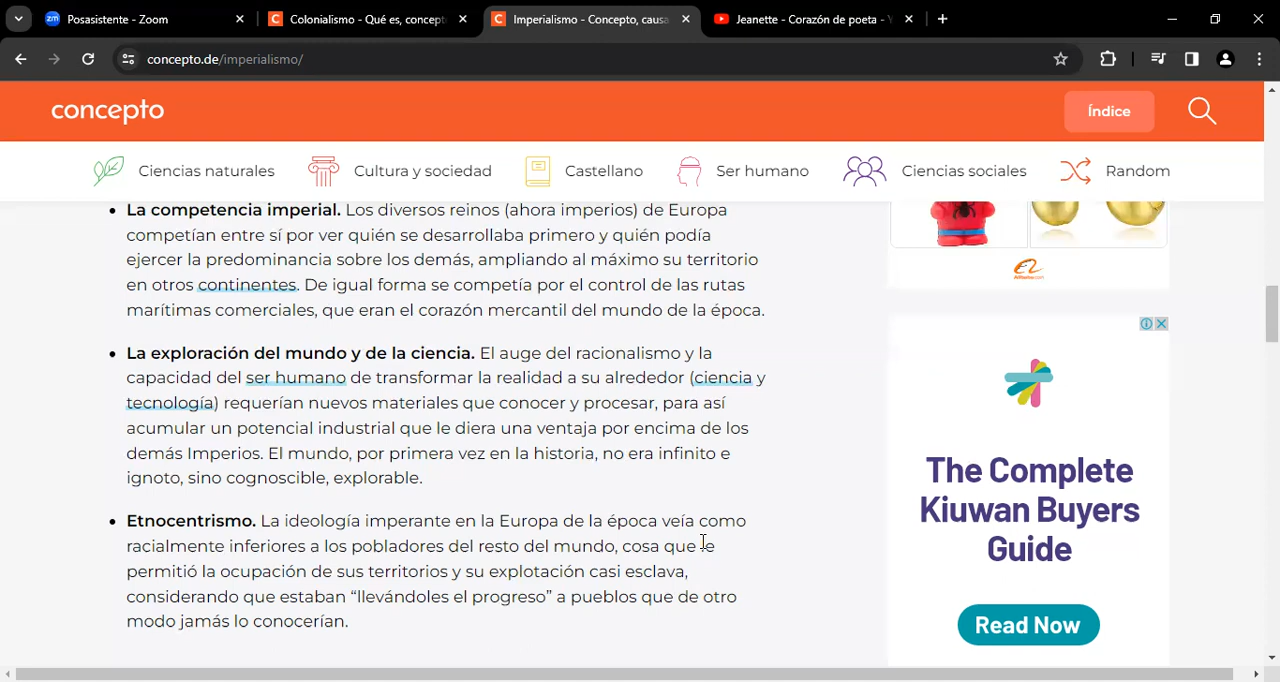 Posasistente - Zoom
Colonialismo - Qué es, concept
Imperialismo - Concepto, causa
Jeanette - Corazón de poeta -
concepto.de/imperialismo/
concepto
Índice
Ciencias naturales
Cultura y sociedad
Castellano
Ser humano
Ciencias sociales
Random
La competencia imperial. Los diversos reinos (ahora imperios) de Europa
competían entre sí por ver quién se desarrollaba primero y quién podía
ejercer la predominancia sobre los demás, ampliando al máximo su territorio
en otros continentes. De igual forma se competía por el control de las rutas
marítimas comerciales, que eran el corazón mercantil del mundo de la época.
La exploración del mundo y de la ciencia. El auge del racionalismo y la
capacidad del ser humano de transformar la realidad a su alrededor (ciencia y
tecnología) requerían nuevos materiales que conocer y procesar, para así
acumular un potencial industrial que le diera una ventaja por encima de los
demás Imperios. El mundo, por primera vez en la historia, no era infinito e
ignoto, sino cognoscible, explorable.
Etnocentrismo. La ideología imperante en la Europa de la época veía como
racialmente inferiores a los pobladores del resto del mundo, cosa que le
permitió la ocupación de sus territorios y su explotación casi esclava,
considerando que estaban “llevándoles el progreso” a pueblos que de otro
modo jamás lo conocerían.
The Complete
Kiuwan Buyers
Guide
Read Now